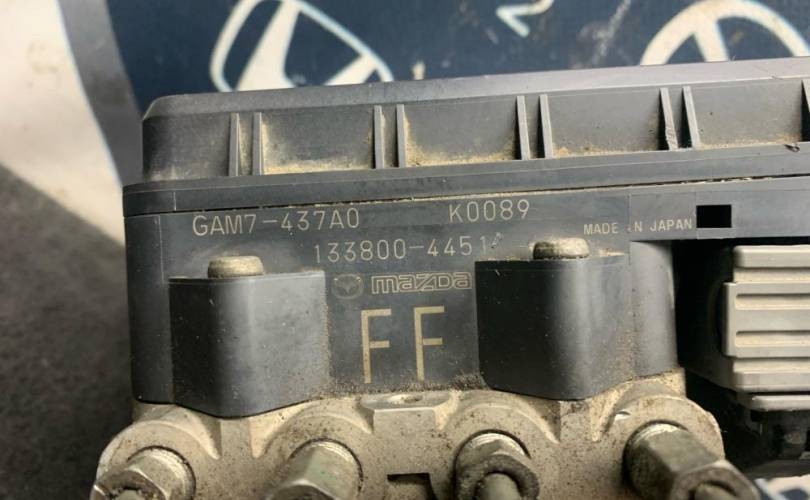 GAM7-437A0 K0089
133800-4451 MADE IN JAPAN
mazda
FF